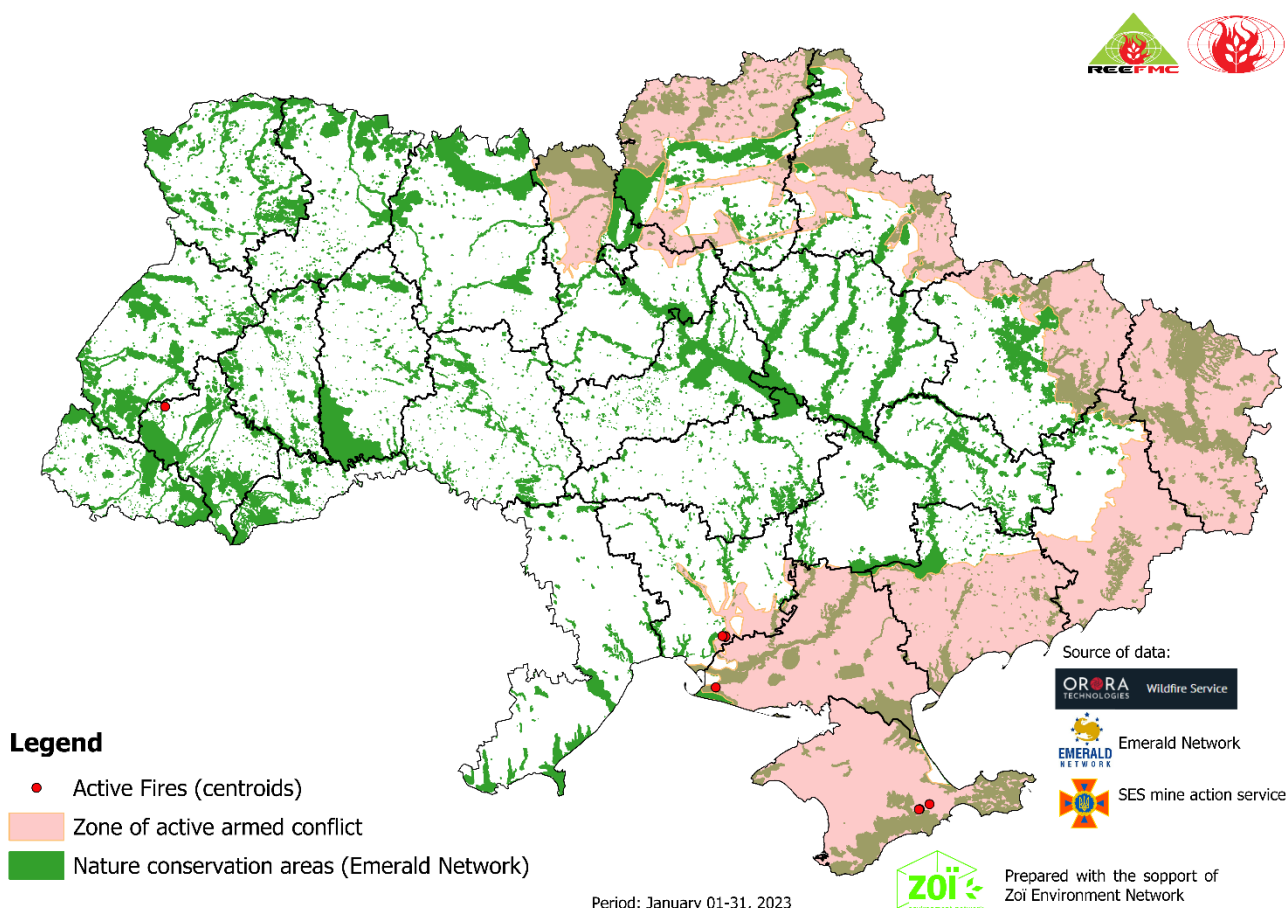 REEFMC
Source of data:
ORORA
TECHNOLOGIES
Wildfire Service
EMERALD
NETWORK
Emerald Network
SES mine action service
Legend
Active Fires (centroids)
Zone of active armed conflict
Nature conservation areas (Emerald Network)
Period: January 01-31, 2023
zoï
Prepared with the sopport of
Zoï Environment Network